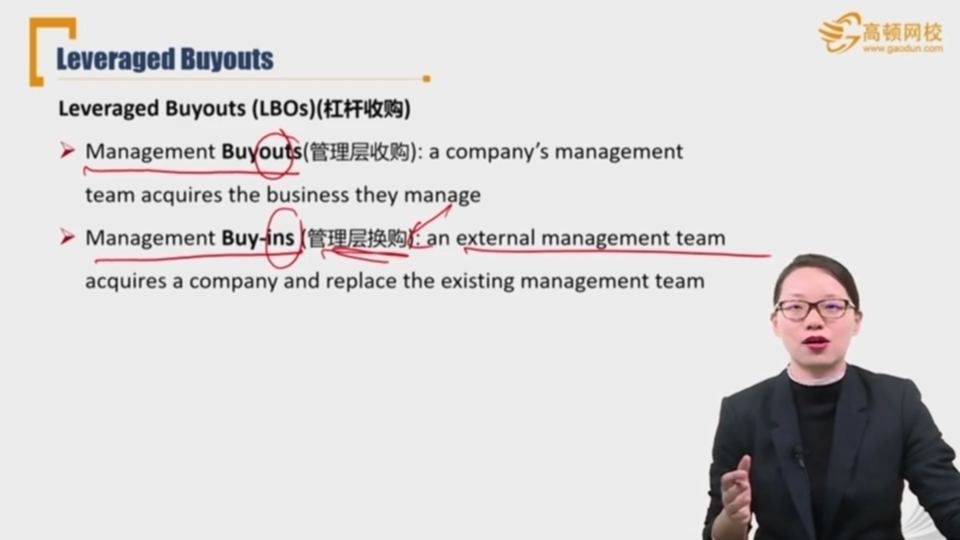 高顿网校
www.gaodun.com
Leveraged Buyouts
Leveraged Buyouts (LBOs)(杠杆收购)
Management Buyouts(管理层收购): a company’s management
team acquires the business they manage
Management Buy-ins (管理层换购): an external management team
acquires a company and replace the existing management team